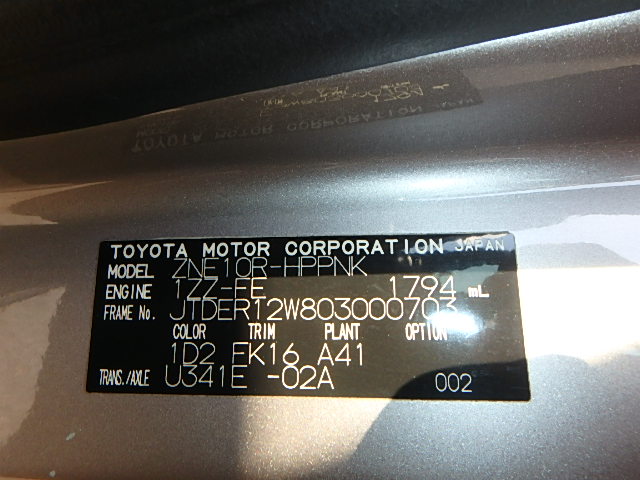 TOYOTA MOTOR CORPORATION JAPAN
MODEL ZNE10R-HPPNK
ENGINE 1ZZ-FE 1794 mL
FRAME No. JTDER12W803000703
COLOR TRIM PLANT OPTION
1D2 FK16 A41
TRANS./AXLE U341E -02A 002